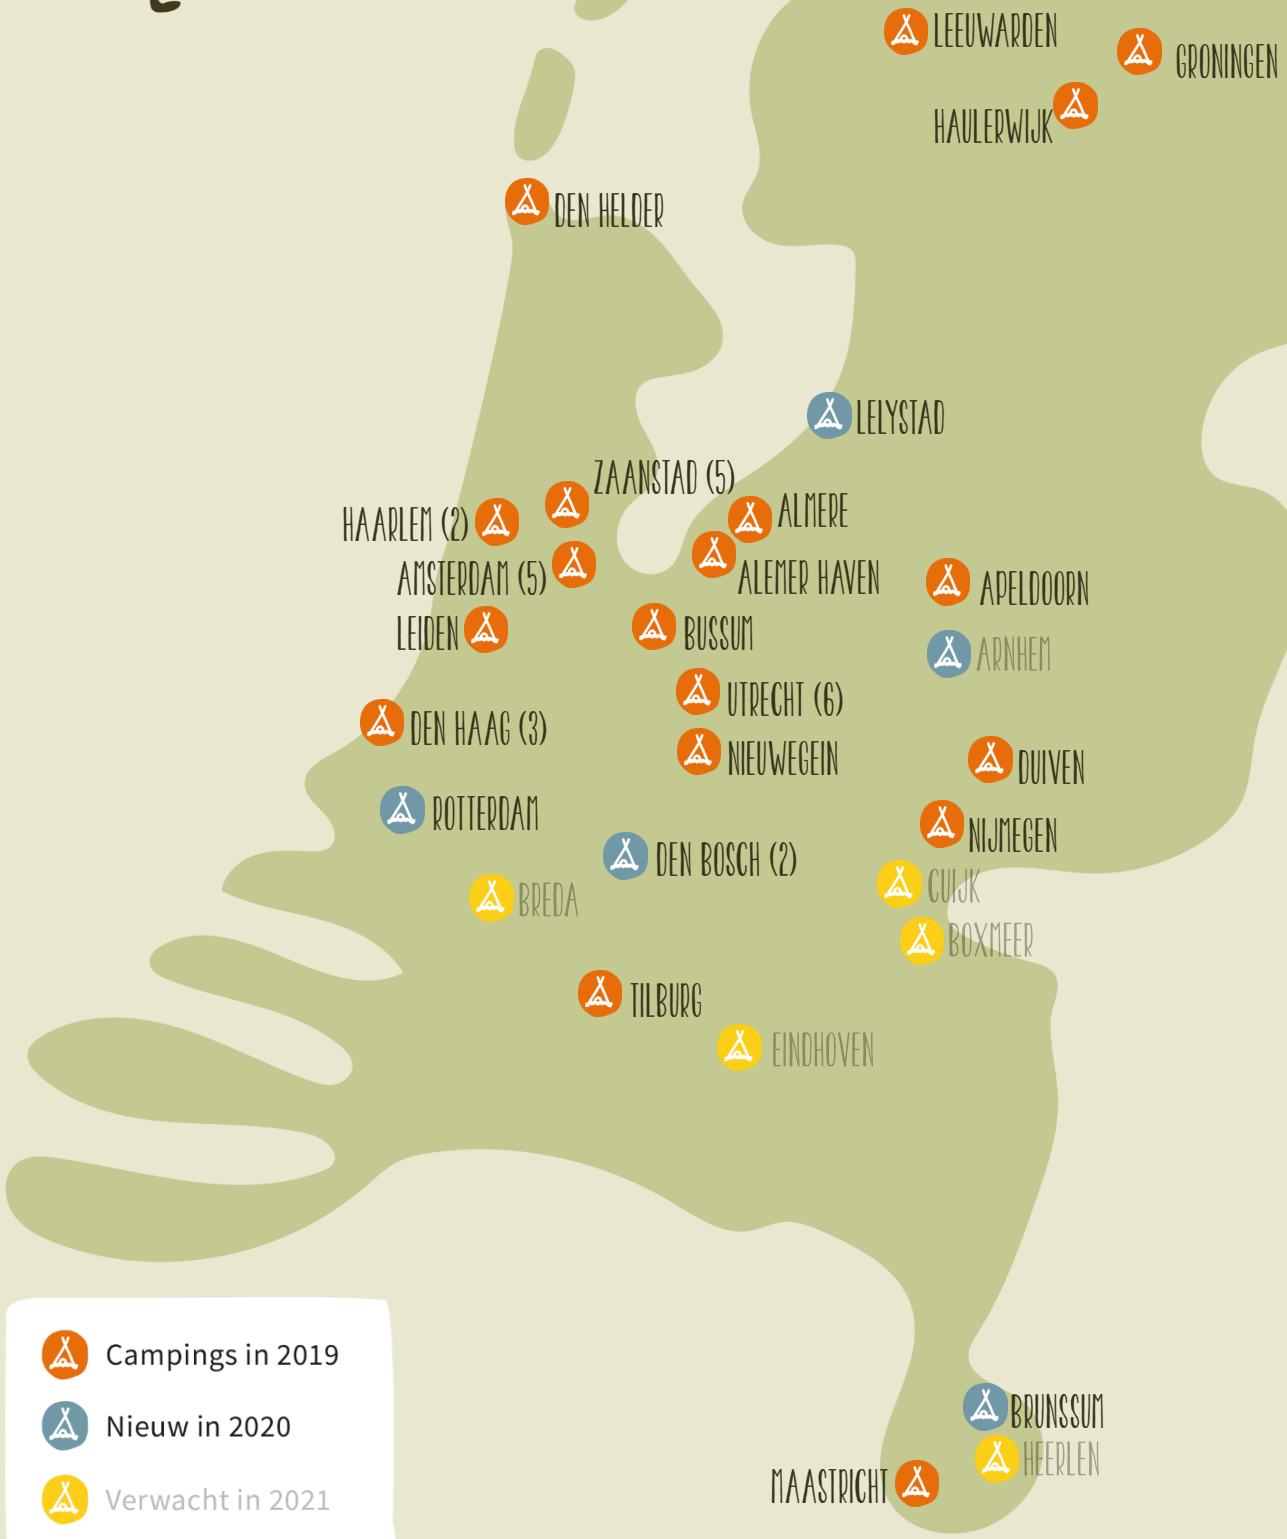 LEEUWARDEN
GRONINGEN
HAULERWIJK
DEN HELDER
LELYSTAD
ZAANSTAD (5)
ALMERE
HAARLEM (2)
AMSTERDAM (5)
ALEMER HAVEN
APELDOORN
LEIDEN
BUSSUM
ARNHEM
UTRECHT (6)
DEN HAAG (3)
NIEUWEGEIN
DUIVEN
ROTTERDAM
NIJMEGEN
DEN BOSCH (2)
CUIJK
BREDA
BOXMEER
TILBURG
EINDHOVEN
Campings in 2019
Nieuw in 2020
Verwacht in 2021
BRUNSSUM
HEERLEN
MAASTRICHT